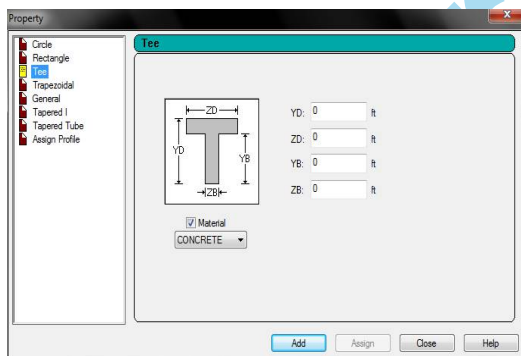 Property
Circle
Rectangle
Tee
Trapezoidal
General
Tapered I
Tapered Tube
Assign Profile
Tee
ZD
YD
YB
ZB
YD: 0 ft
ZD: 0 ft
YB: 0 ft
ZB: 0 ft
Material
CONCRETE
Add Assign Close Help